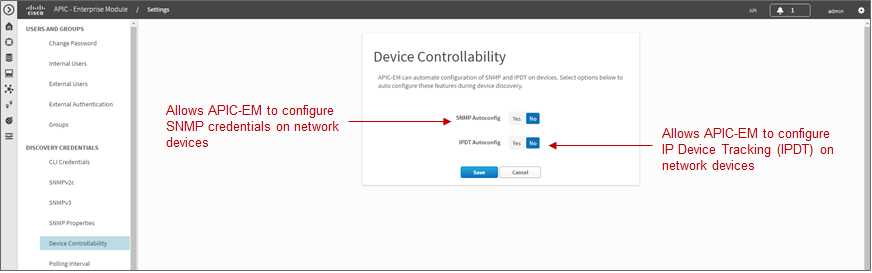 CISCO
APIC - Enterprise Module / Settings
API
1
admin
USERS AND GROUPS
Change Password
Internal Users
External Users
External Authentication
Groups
DISCOVERY CREDENTIALS
CLI Credentials
SNMPv2c
SNMPv3
SNMP Properties
Device Controllability
Polling Interval
Device Controllability
APIC-EM can automate configuration of SNMP and IPDT on devices. Select options below to
auto configure these features during device discovery.
SNMP Autoconfig Yes No
IPDT Autoconfig Yes No
Save Cancel
Allows APIC-EM to configure
SNMP credentials on network
devices
Allows APIC-EM to configure
IP Device Tracking (IPDT) on
network devices